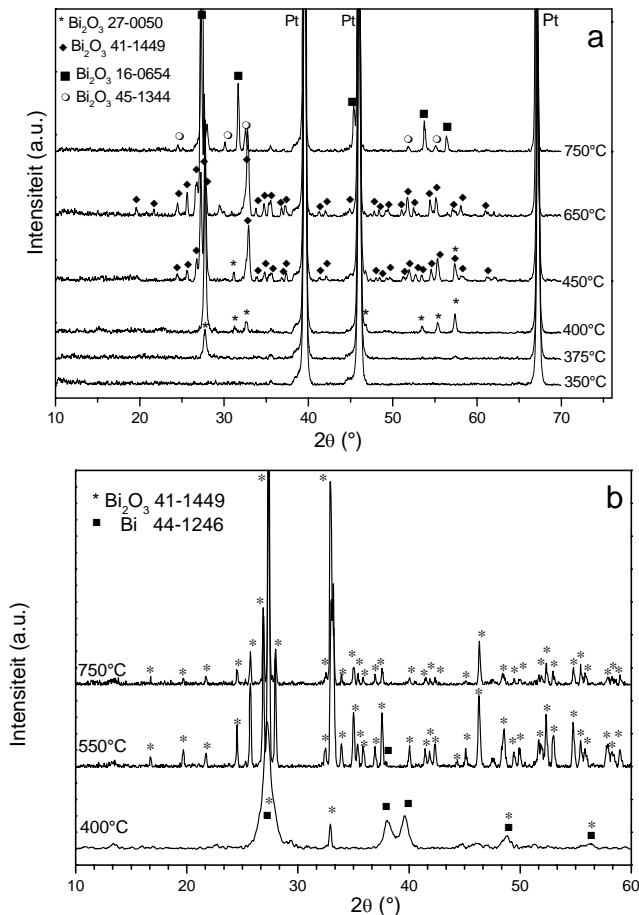 Pt Pt Pt
* Bi₂O₃ 27-0050
◆ Bi₂O₃ 41-1449
■ Bi₂O₃ 16-0654
❍ Bi₂O₃ 45-1344
a
Intensiteit (a.u.)
750°C
650°C
450°C
400°C
375°C
350°C
10 20 30 40 50 60 70
2θ (°)
b
* Bi₂O₃ 41-1449
■ Bi 44-1246
Intensiteit (a.u.)
750°C
550°C
400°C
10 20 30 40 50 60
2θ (°)